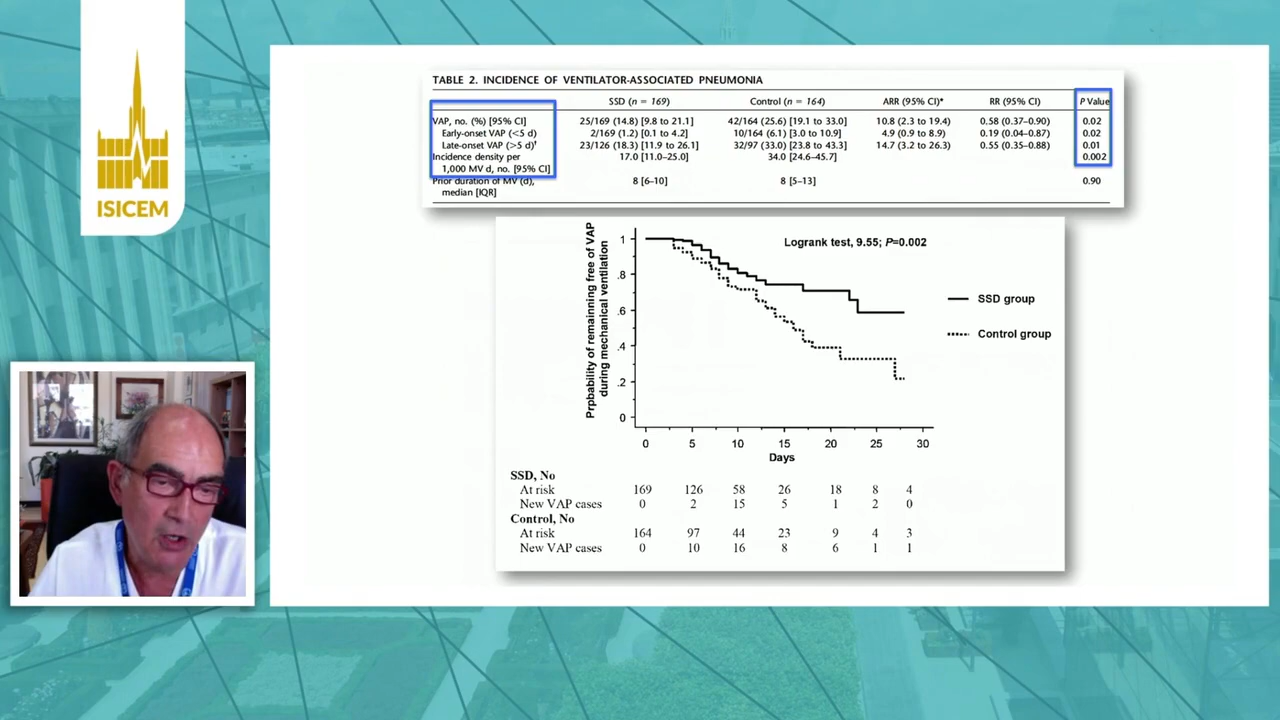 ISICEM
TABLE 2. INCIDENCE OF VENTILATOR-ASSOCIATED PNEUMONIA
SSD (n = 169) Control (n = 164) ARR (95% CI)* RR (95% CI) P Value
VAP, no. (%) [95% CI] 25/169 (14.8) [9.8 to 21.1] 42/164 (25.6) [19.1 to 33.0] 10.8 (2.3 to 19.4) 0.58 (0.37–0.90) 0.02
Early-onset VAP (<5 d) 2/169 (1.2) [0.1 to 4.2] 10/164 (6.1) [3.0 to 10.9] 4.9 (0.9 to 8.9) 0.19 (0.04–0.87) 0.02
Late-onset VAP (>5 d)† 23/126 (18.3) [11.9 to 26.1] 32/97 (33.0) [23.8 to 43.3] 14.7 (3.2 to 26.3) 0.55 (0.35–0.88) 0.01
Incidence density per 17.0 [11.0–25.0] 34.0 [24.6–45.7] 0.002
1,000 MV d, no. [95% CI]
Prior duration of MV (d), 8 [6–10] 8 [5–13] 0.90
median [IQR]
Prpbability of remainning free of VAP
during mechanical ventilation
Logrank test, 9.55; P=0.002
1
.8
.6
.4
.2
0
SSD group
Control group
0 5 10 15 20 25 30
Days
SSD, No
At risk 169 126 58 26 18 8 4
New VAP cases 0 2 15 5 1 2 0
Control, No
At risk 164 97 44 23 9 4 3
New VAP cases 0 10 16 8 6 1 1